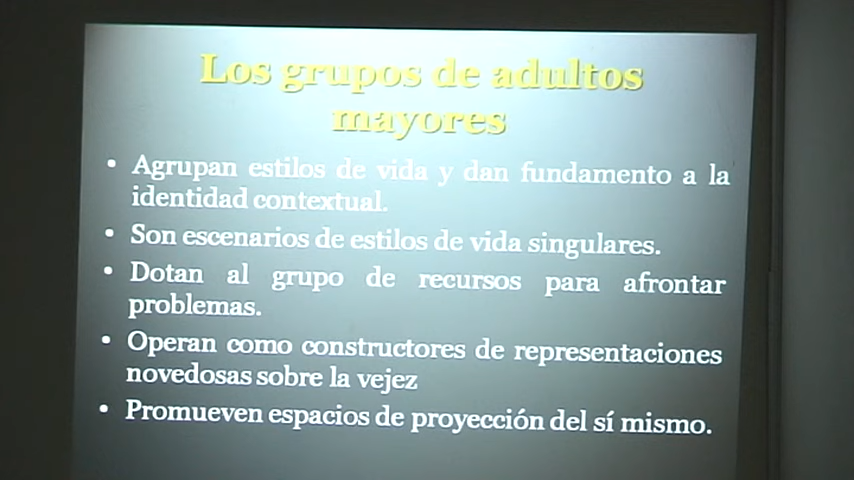 Los grupos de adultos
mayores
• Agrupan estilos de vida y dan fundamento a la
identidad contextual.
• Son escenarios de estilos de vida singulares.
• Dotan al grupo de recursos para afrontar
problemas.
• Operan como constructores de representaciones
novedosas sobre la vejez
• Promueven espacios de proyección del sí mismo.